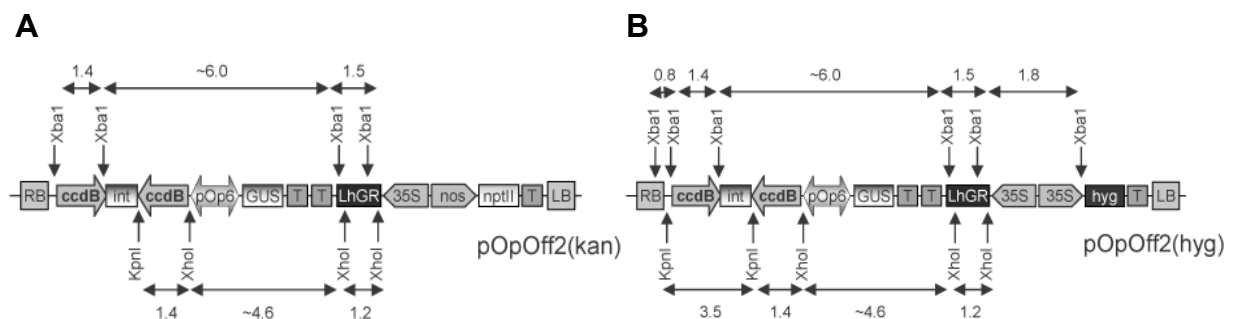 A
1.4 ~6.0 1.5
Xba1 Xba1 Xba1 Xba1
RB ccdB int ccdB pOp6 GUS T T LhGR 35S nos nptII T LB
KpnI XhoI XhoI XhoI
pOpOff2(kan)
1.4 ~4.6 1.2
B
0.8 1.4 ~6.0 1.5 1.8
Xba1 Xba1 Xba1 Xba1 Xba1 Xba1
RB ccdB int ccdB pOp6 GUS T T LhGR 35S 35S hyg T LB
KpnI KpnI XhoI XhoI XhoI
pOpOff2(hyg)
3.5 1.4 ~4.6 1.2